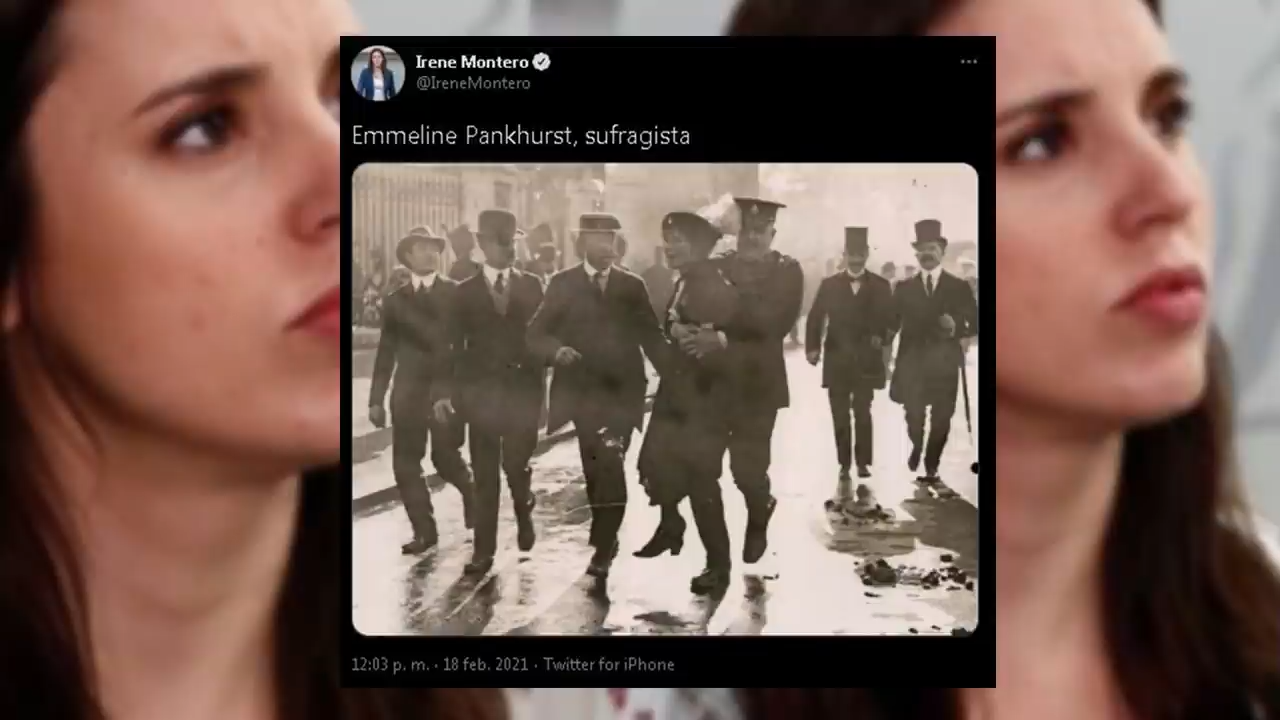 Irene Montero
@IreneMontero
Emmeline Pankhurst, sufragista
12:03 p. m. · 18 feb. 2021 · Twitter for iPhone